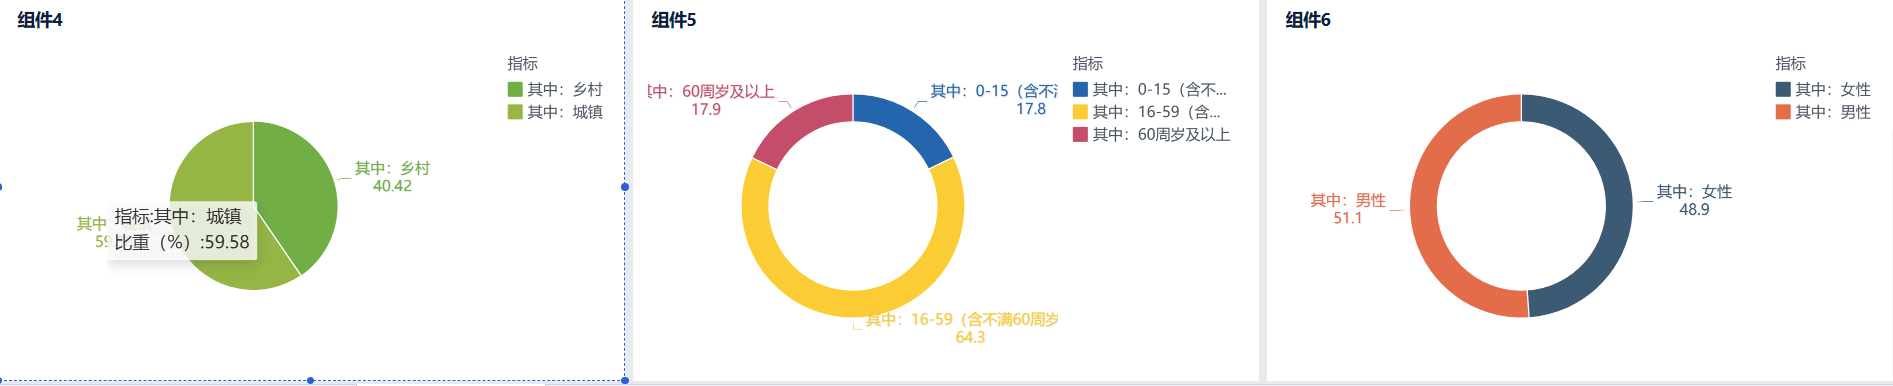 组件4
指标
其中：乡村
其中：城镇
其中：乡村
40.42
其中
59
指标:其中：城镇
比重（%）:59.58
组件5
指标
其中：0-15（含不...
其中：16-59（含...
其中：60周岁及以上
其中：60周岁及以上
17.9
其中：0-15（含不
17.8
其中：16-59（含不满60周岁
64.3
组件6
指标
其中：女性
其中：男性
其中：男性
51.1
其中：女性
48.9